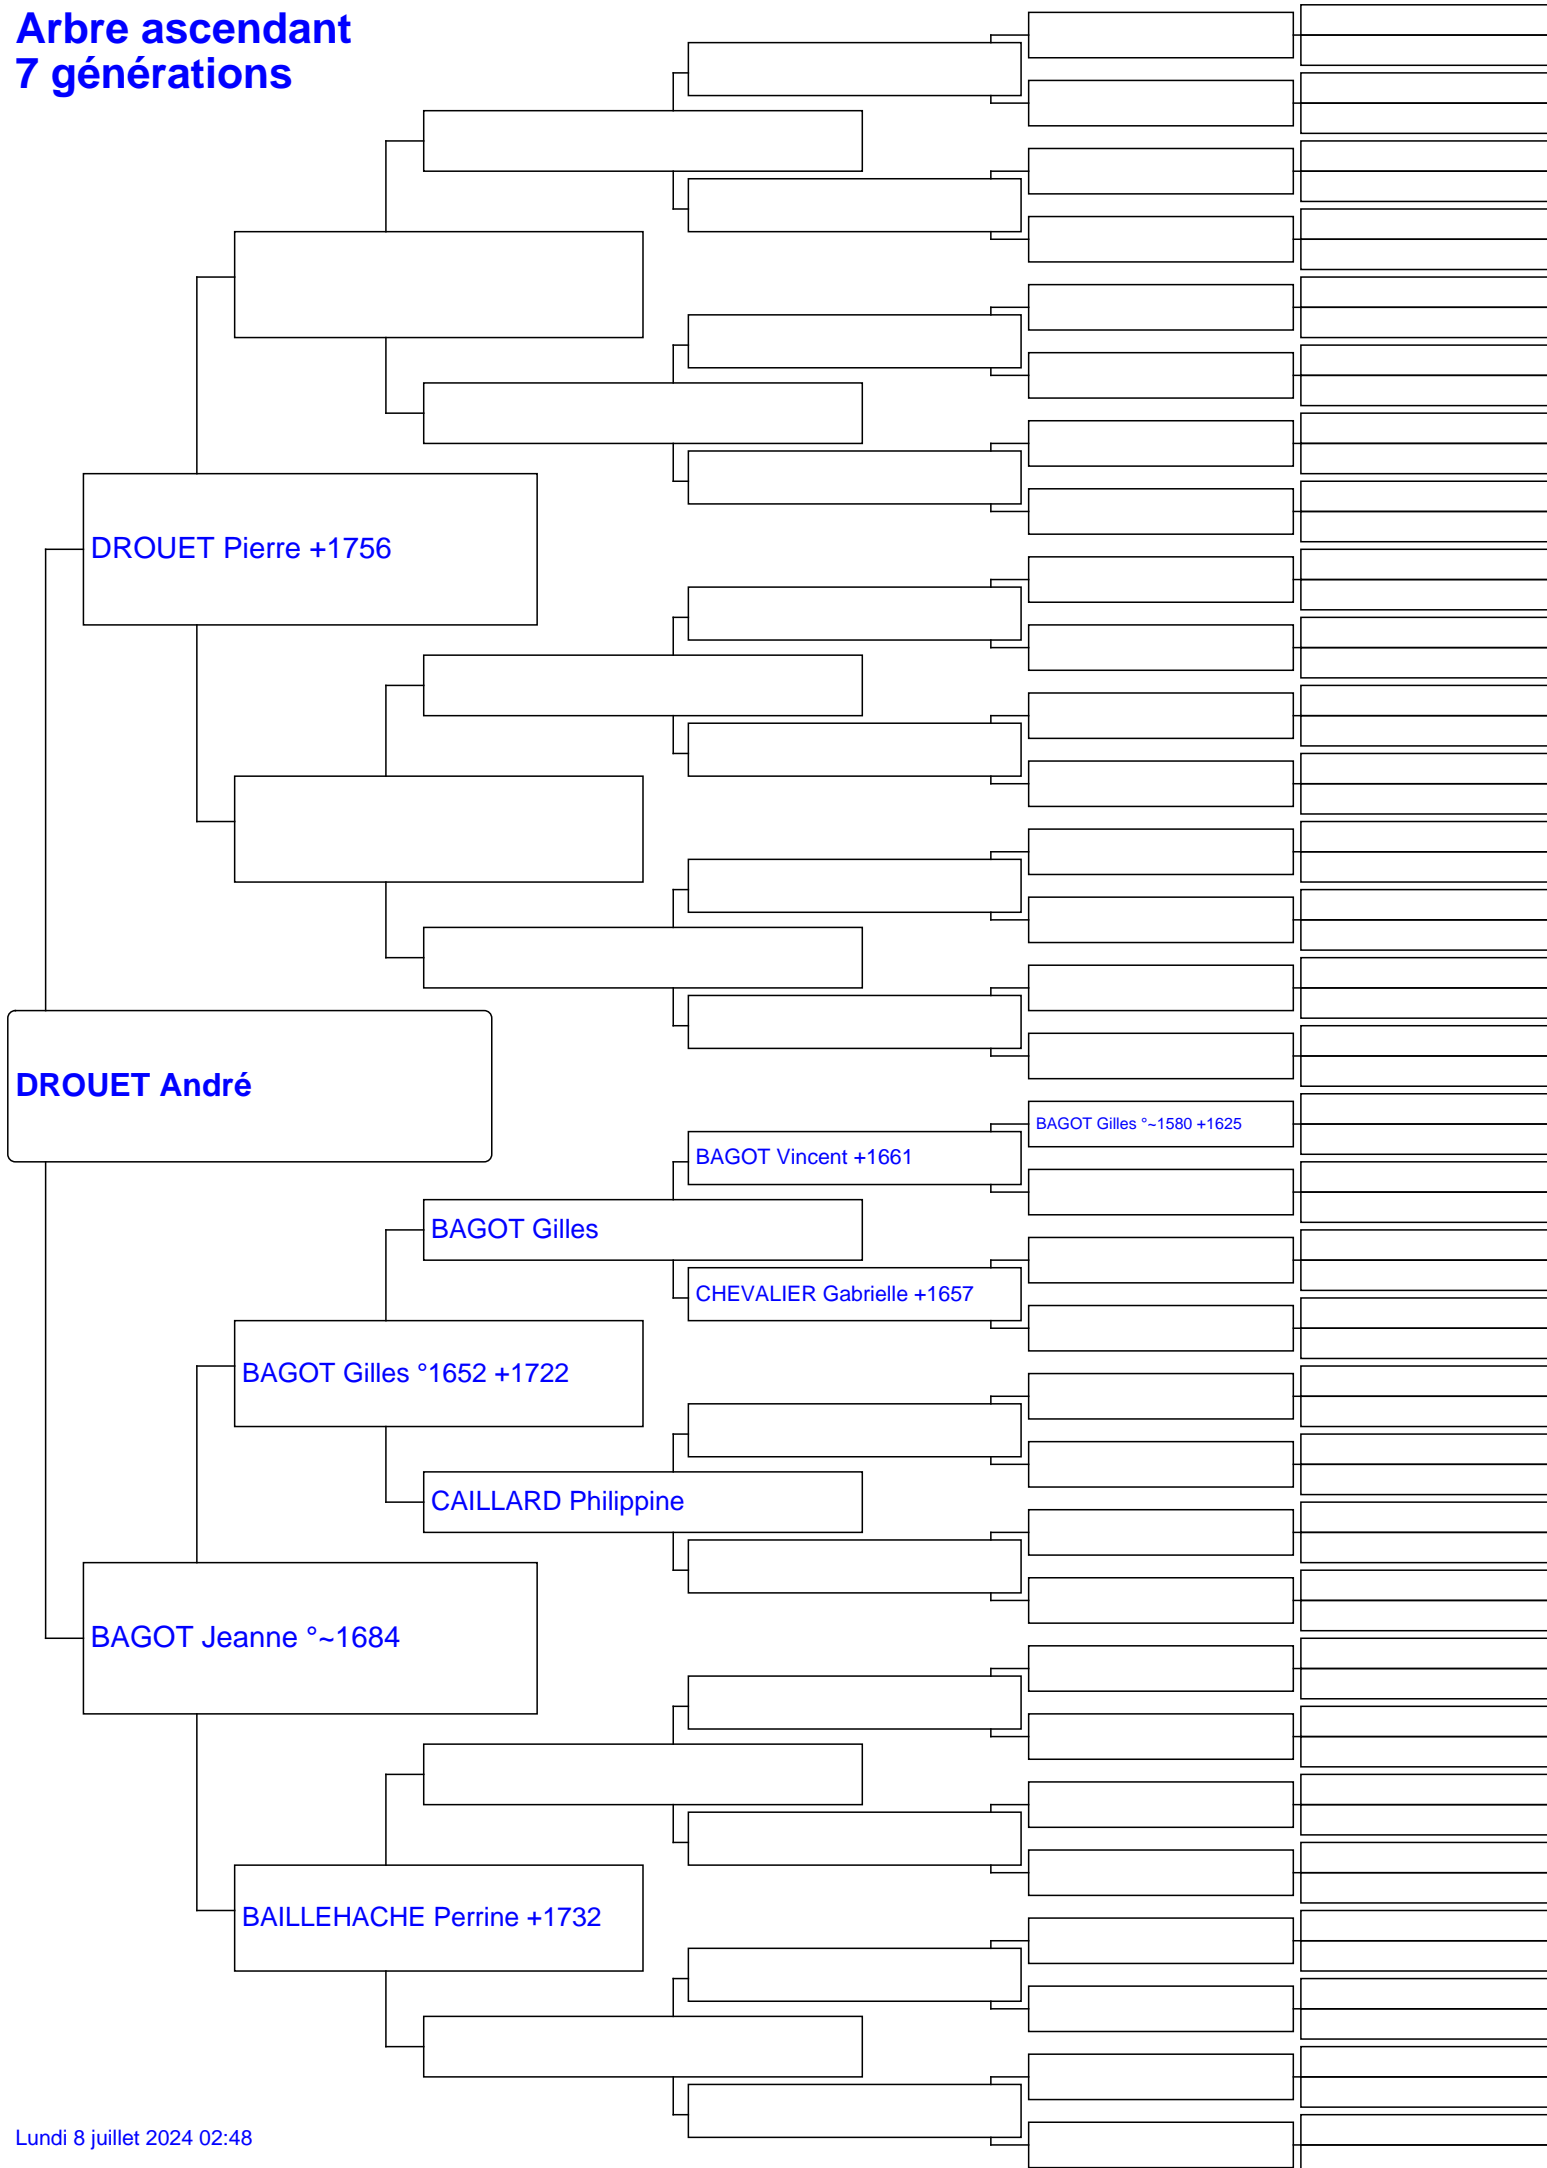 Arbre ascendant
7 générations
DROUET Pierre +1756
DROUET André
BAGOT Gilles °~1580 +1625
BAGOT Vincent +1661
BAGOT Gilles
CHEVALIER Gabrielle +1657
BAGOT Gilles °1652 +1722
CAILLARD Philippine
BAGOT Jeanne °~1684
BAILLEHACHE Perrine +1732
Lundi 8 juillet 2024 02:48